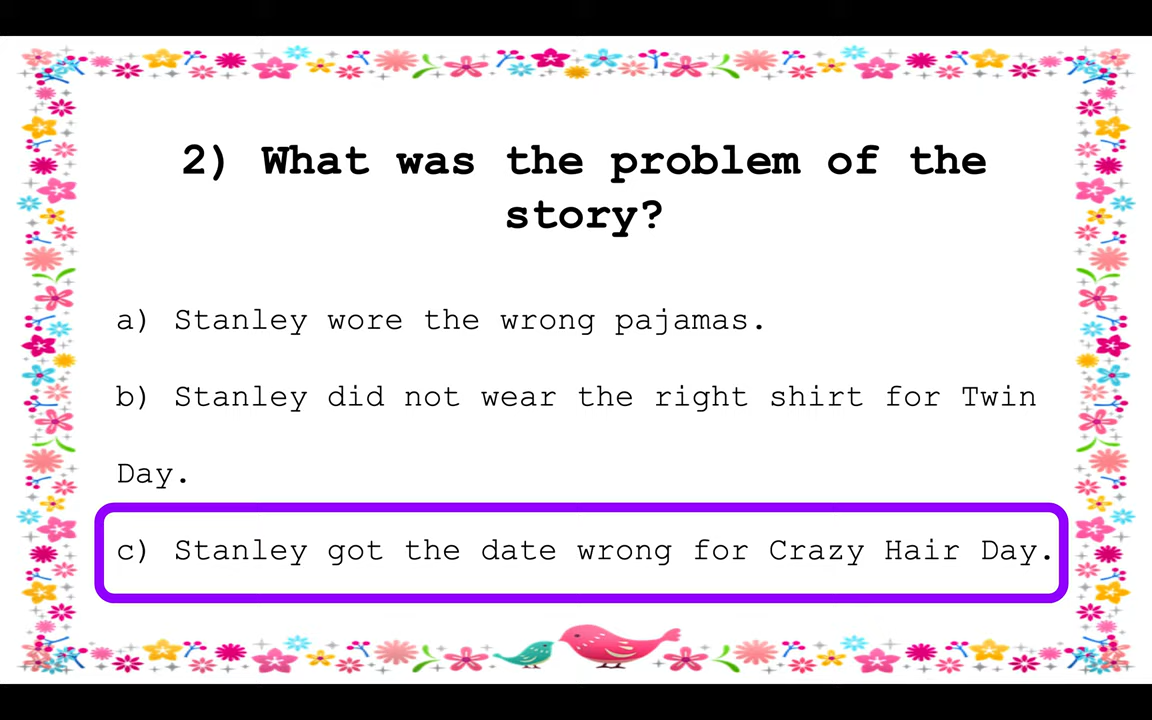 2) What was the problem of the
story?
a) Stanley wore the wrong pajamas.
b) Stanley did not wear the right shirt for Twin
Day.
c) Stanley got the date wrong for Crazy Hair Day.